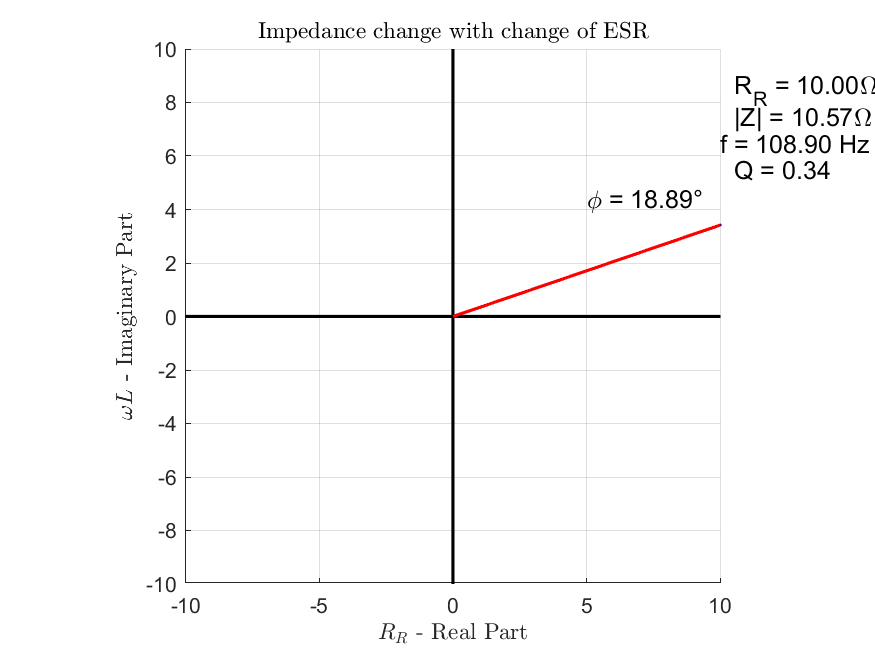 Impedance change with change of ESR
10
8
6
4
2
0
-2
-4
-6
-8
-10
-10 -5 0 5 10
ωL - Imaginary Part
R_R - Real Part
ϕ = 18.89°
R_R = 10.00Ω
|Z| = 10.57Ω
f = 108.90 Hz
Q = 0.34